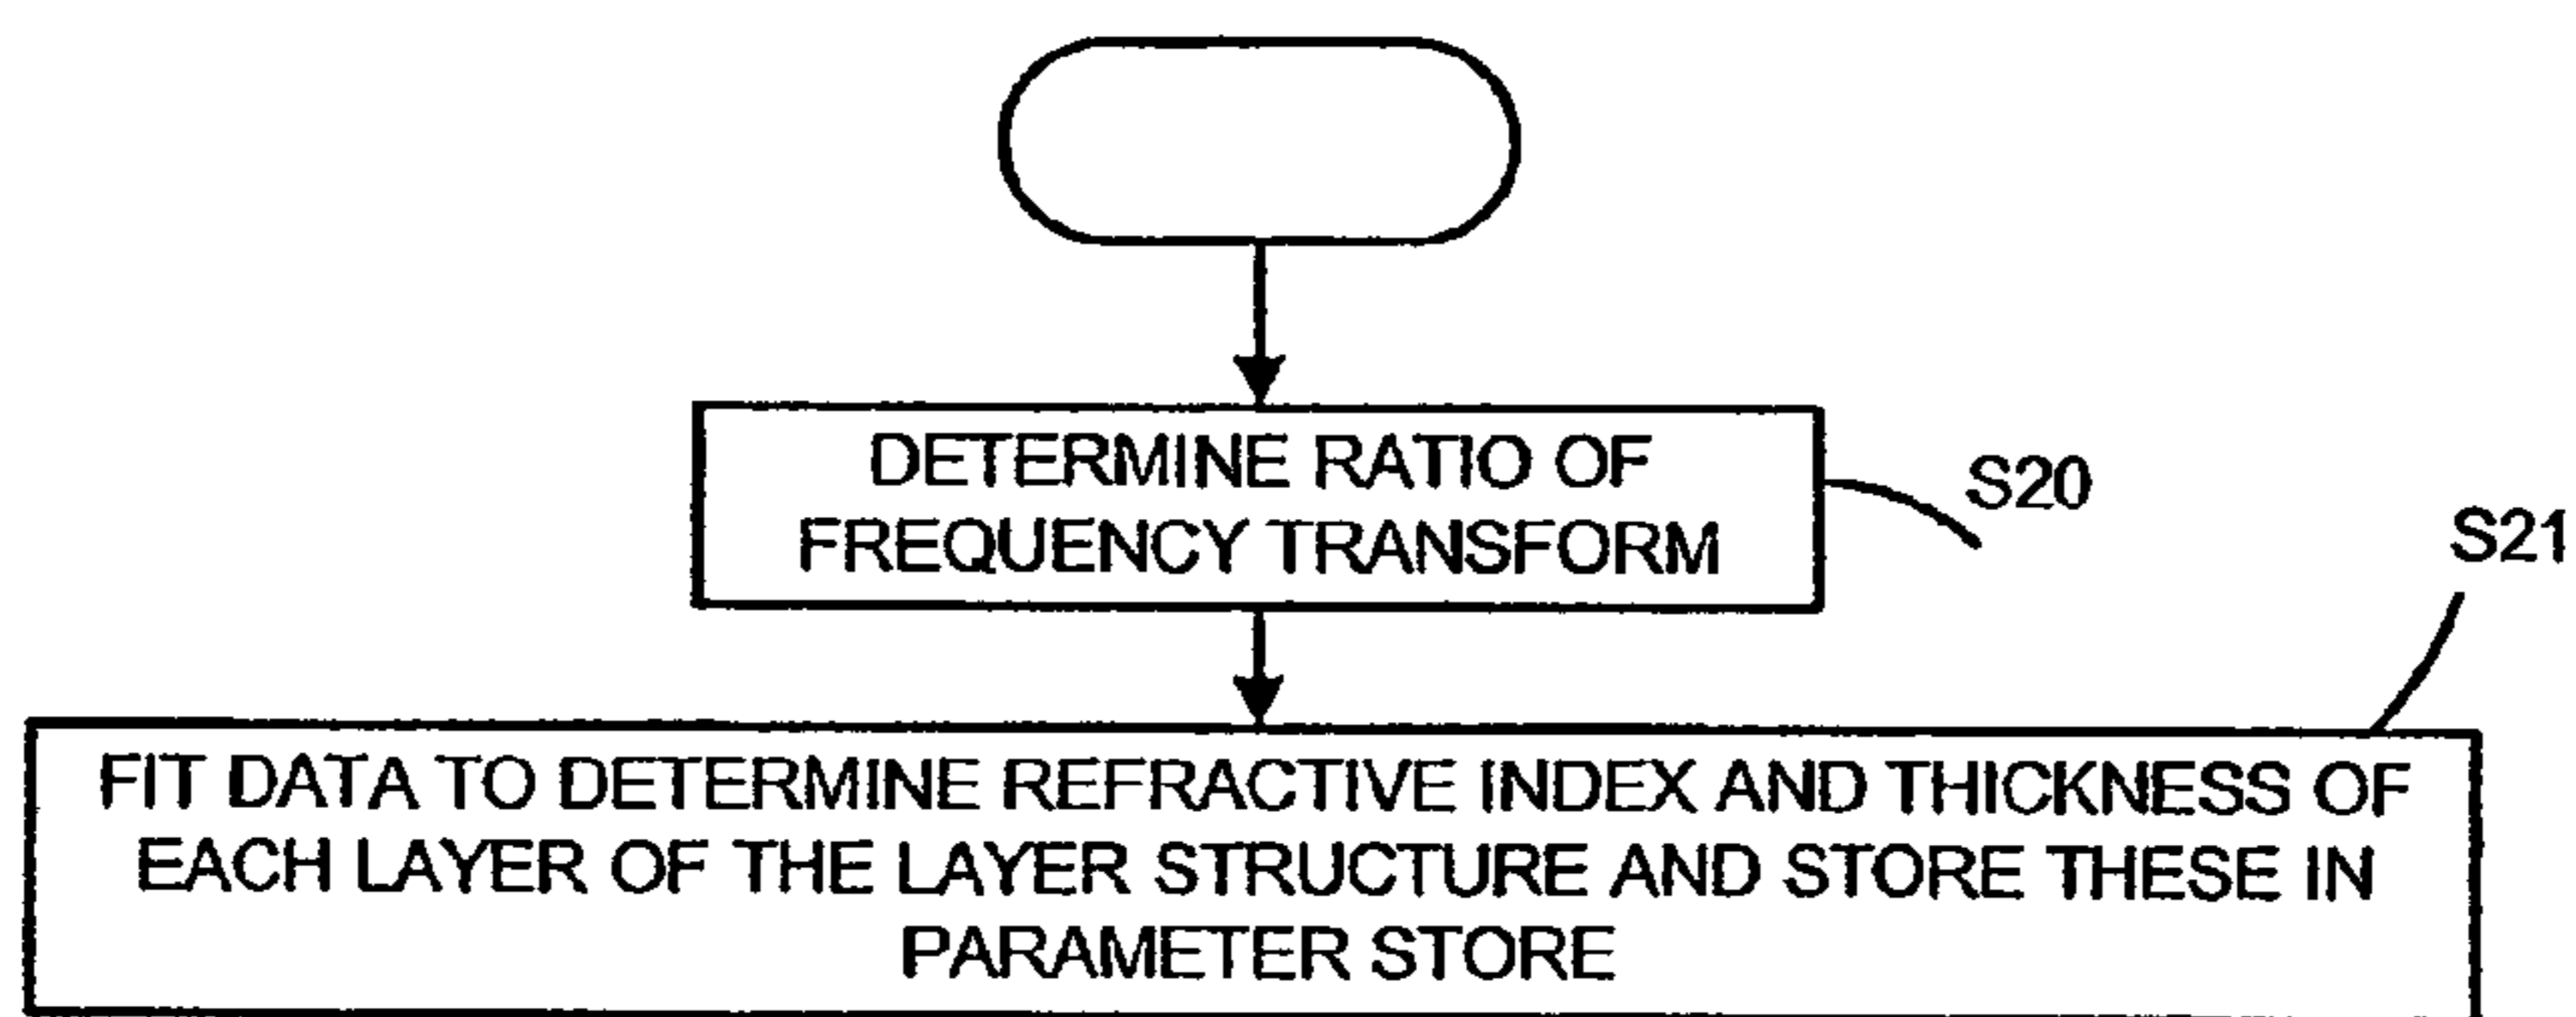 DETERMINE RATIO OF
FREQUENCY TRANSFORM
S20
S21
FIT DATA TO DETERMINE REFRACTIVE INDEX AND THICKNESS OF
EACH LAYER OF THE LAYER STRUCTURE AND STORE THESE IN
PARAMETER STORE